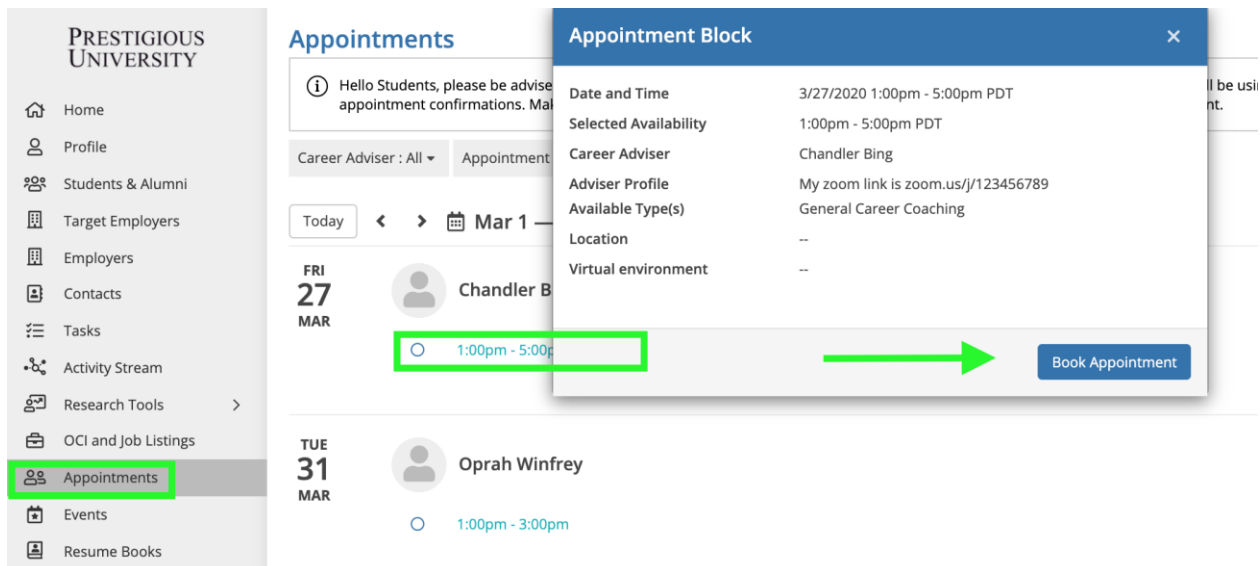 PRESTIGIOUS
UNIVERSITY
Home
Profile
Students & Alumni
Target Employers
Employers
Contacts
Tasks
Activity Stream
Research Tools
OCI and Job Listings
Appointments
Events
Resume Books
Appointments
Hello Students, please be advise
appointment confirmations.
Career Adviser : All
Appointment
Today
Mar 1 —
FRI
27
MAR
Chandler B
1:00pm - 5:00p
TUE
31
MAR
Oprah Winfrey
1:00pm - 3:00pm
Appointment Block
Date and Time 3/27/2020 1:00pm - 5:00pm PDT
Selected Availability 1:00pm - 5:00pm PDT
Career Adviser Chandler Bing
Adviser Profile My zoom link is zoom.us/j/123456789
Available Type(s) General Career Coaching
Location --
Virtual environment --
Book Appointment
ll be usi
nt.